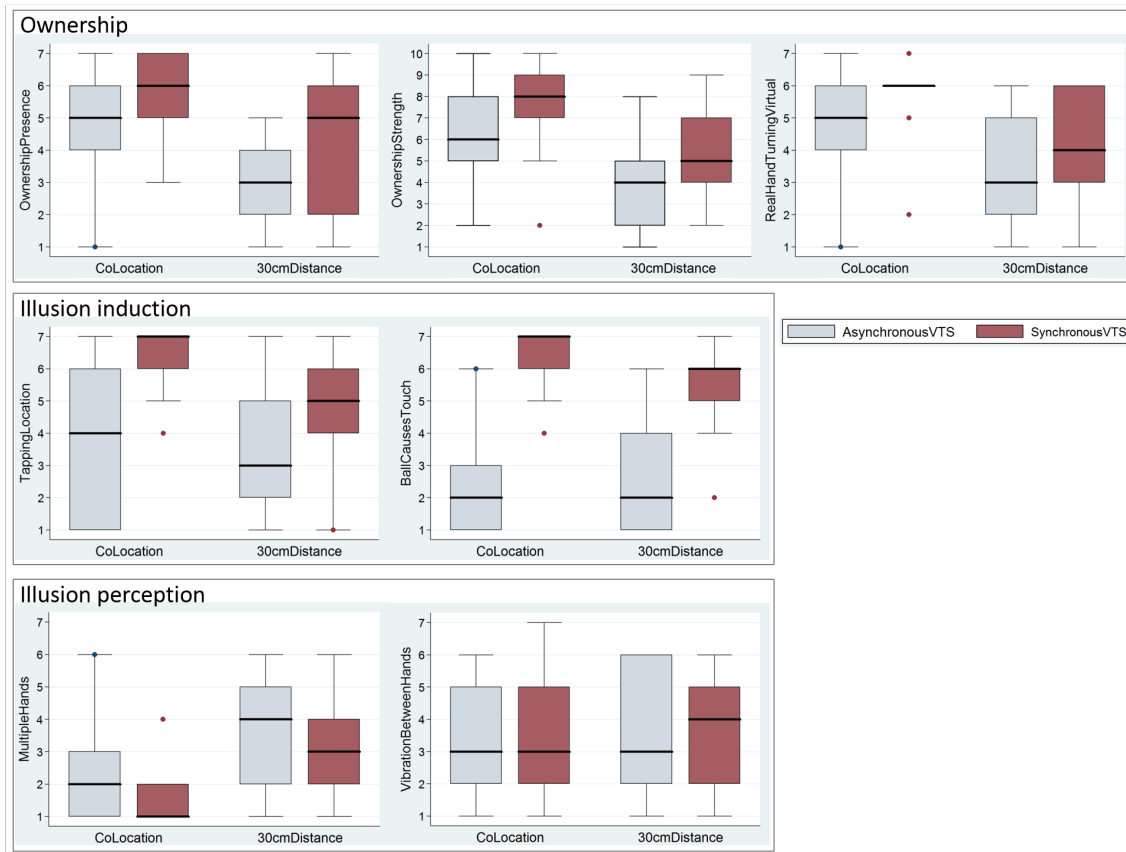 Ownership
OwnershipPresence
7
6
5
4
3
2
1
CoLocation 30cmDistance
OwnershipStrength
10
9
8
7
6
5
4
3
2
1
CoLocation 30cmDistance
RealHandTurningVirtual
7
6
5
4
3
2
1
CoLocation 30cmDistance
Illusion induction
TappingLocation
7
6
5
4
3
2
1
CoLocation 30cmDistance
BallCausesTouch
7
6
5
4
3
2
1
CoLocation 30cmDistance
AsynchronousVTS SynchronousVTS
Illusion perception
MultipleHands
7
6
5
4
3
2
1
CoLocation 30cmDistance
VibrationBetweenHands
7
6
5
4
3
2
1
CoLocation 30cmDistance